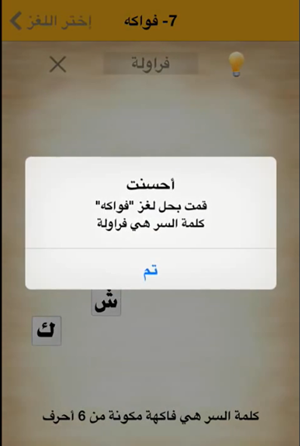 7- فواكه
إختر اللغز
فراولة
أحسنت
قمت بحل لغز "فواكه"
كلمة السر هي فراولة
تم
ش
ك
كلمة السر هي فاكهة مكونة من 6 أحرف